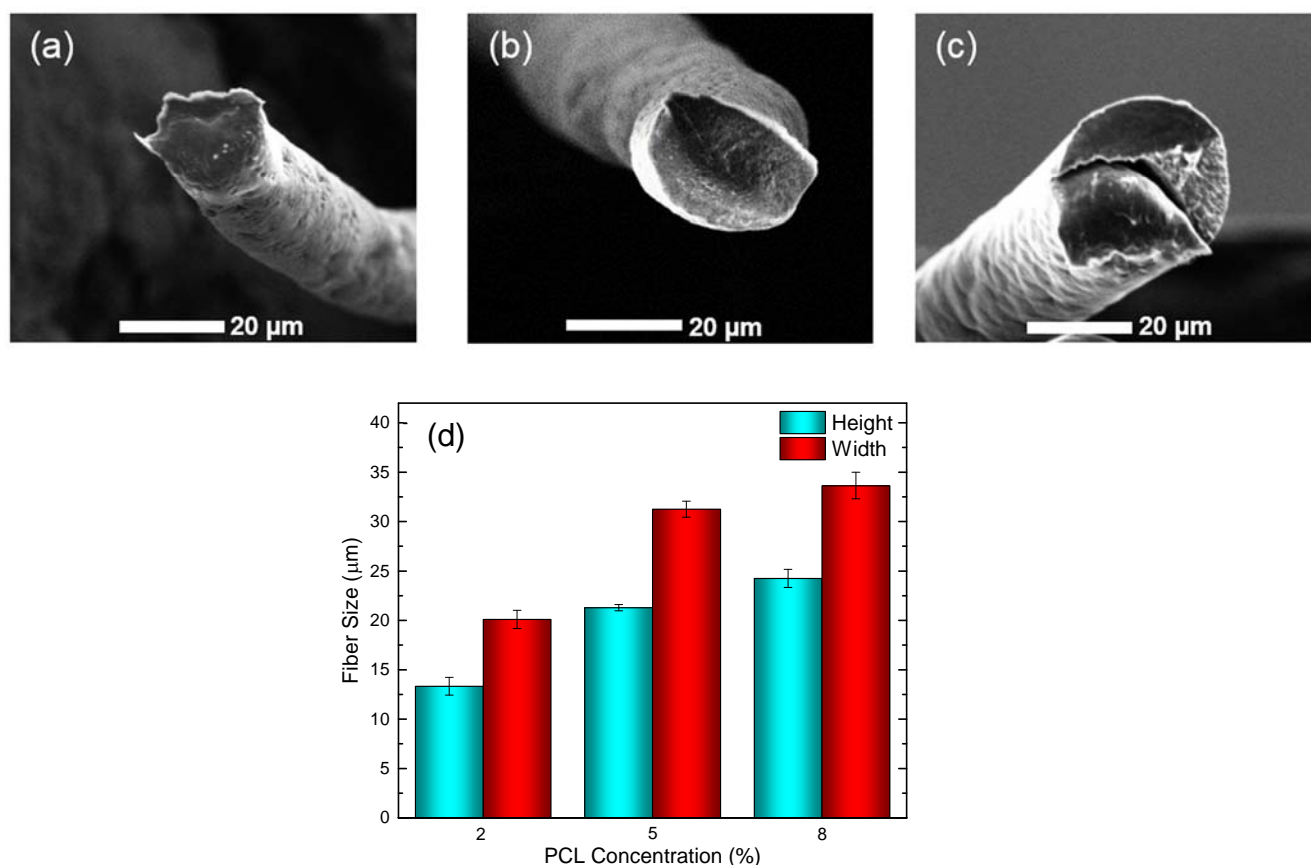 (a)
20 µm
(b)
20 µm
(c)
20 µm
(d)
Height
Width
40
35
30
25
20
15
10
5
0
Fiber Size (µm)
2
5
8
PCL Concentration (%)